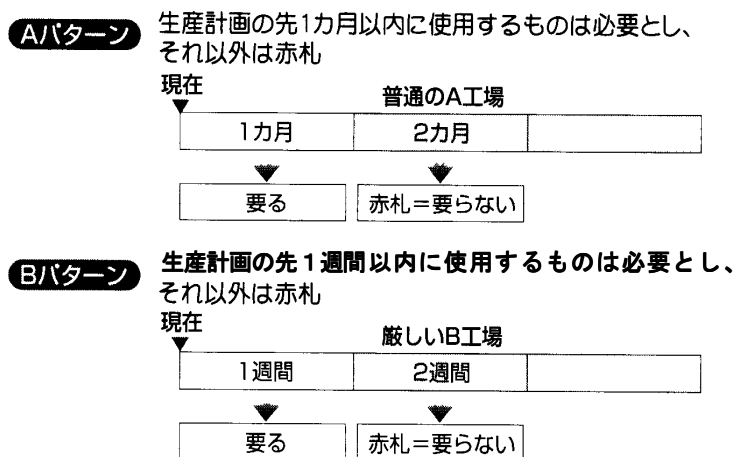 Aパターン
生産計画の先1カ月以内に使用するものは必要とし、
それ以外は赤札
現在
普通のA工場
1カ月 2カ月
要る 赤札＝要らない
Bパターン
生産計画の先1週間以内に使用するものは必要とし、
それ以外は赤札
現在
厳しいB工場
1週間 2週間
要る 赤札＝要らない